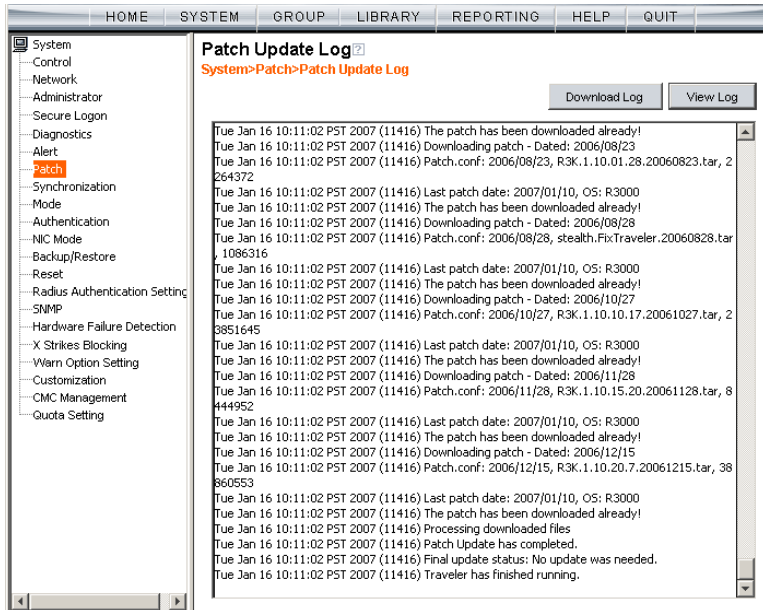 HOME SYSTEM GROUP LIBRARY REPORTING HELP QUIT
System
Control
Network
Administrator
Secure Logon
Diagnostics
Alert
Patch
Synchronization
Mode
Authentication
NIC Mode
Backup/Restore
Reset
Radius Authentication Setting
SNMP
Hardware Failure Detection
X Strikes Blocking
Warn Option Setting
Customization
CMC Management
Quota Setting
Patch Update Log ?
System>Patch>Patch Update Log
Download Log View Log
Tue Jan 16 10:11:02 PST 2007 (11416) The patch has been downloaded already!
Tue Jan 16 10:11:02 PST 2007 (11416) Downloading patch - Dated: 2006/08/23
Tue Jan 16 10:11:02 PST 2007 (11416) Patch.conf: 2006/08/23, R3K.1.10.01.28.20060823.tar, 2
264372
Tue Jan 16 10:11:02 PST 2007 (11416) Last patch date: 2007/01/10, OS: R3000
Tue Jan 16 10:11:02 PST 2007 (11416) The patch has been downloaded already!
Tue Jan 16 10:11:02 PST 2007 (11416) Downloading patch - Dated: 2006/08/28
Tue Jan 16 10:11:02 PST 2007 (11416) Patch.conf: 2006/08/28, stealth.FixTraveler.20060828.tar
, 1086316
Tue Jan 16 10:11:02 PST 2007 (11416) Last patch date: 2007/01/10, OS: R3000
Tue Jan 16 10:11:02 PST 2007 (11416) The patch has been downloaded already!
Tue Jan 16 10:11:02 PST 2007 (11416) Downloading patch - Dated: 2006/10/27
Tue Jan 16 10:11:02 PST 2007 (11416) Patch.conf: 2006/10/27, R3K.1.10.10.17.20061027.tar, 2
3851645
Tue Jan 16 10:11:02 PST 2007 (11416) Last patch date: 2007/01/10, OS: R3000
Tue Jan 16 10:11:02 PST 2007 (11416) The patch has been downloaded already!
Tue Jan 16 10:11:02 PST 2007 (11416) Downloading patch - Dated: 2006/11/28
Tue Jan 16 10:11:02 PST 2007 (11416) Patch.conf: 2006/11/28, R3K.1.10.15.20.20061128.tar, 8
444952
Tue Jan 16 10:11:02 PST 2007 (11416) Last patch date: 2007/01/10, OS: R3000
Tue Jan 16 10:11:02 PST 2007 (11416) The patch has been downloaded already!
Tue Jan 16 10:11:02 PST 2007 (11416) Downloading patch - Dated: 2006/12/15
Tue Jan 16 10:11:02 PST 2007 (11416) Patch.conf: 2006/12/15, R3K.1.10.20.7.20061215.tar, 38
860553
Tue Jan 16 10:11:02 PST 2007 (11416) Last patch date: 2007/01/10, OS: R3000
Tue Jan 16 10:11:02 PST 2007 (11416) The patch has been downloaded already!
Tue Jan 16 10:11:02 PST 2007 (11416) Processing downloaded files
Tue Jan 16 10:11:02 PST 2007 (11416) Patch Update has completed.
Tue Jan 16 10:11:02 PST 2007 (11416) Final update status: No update was needed.
Tue Jan 16 10:11:02 PST 2007 (11416) Traveler has finished running.